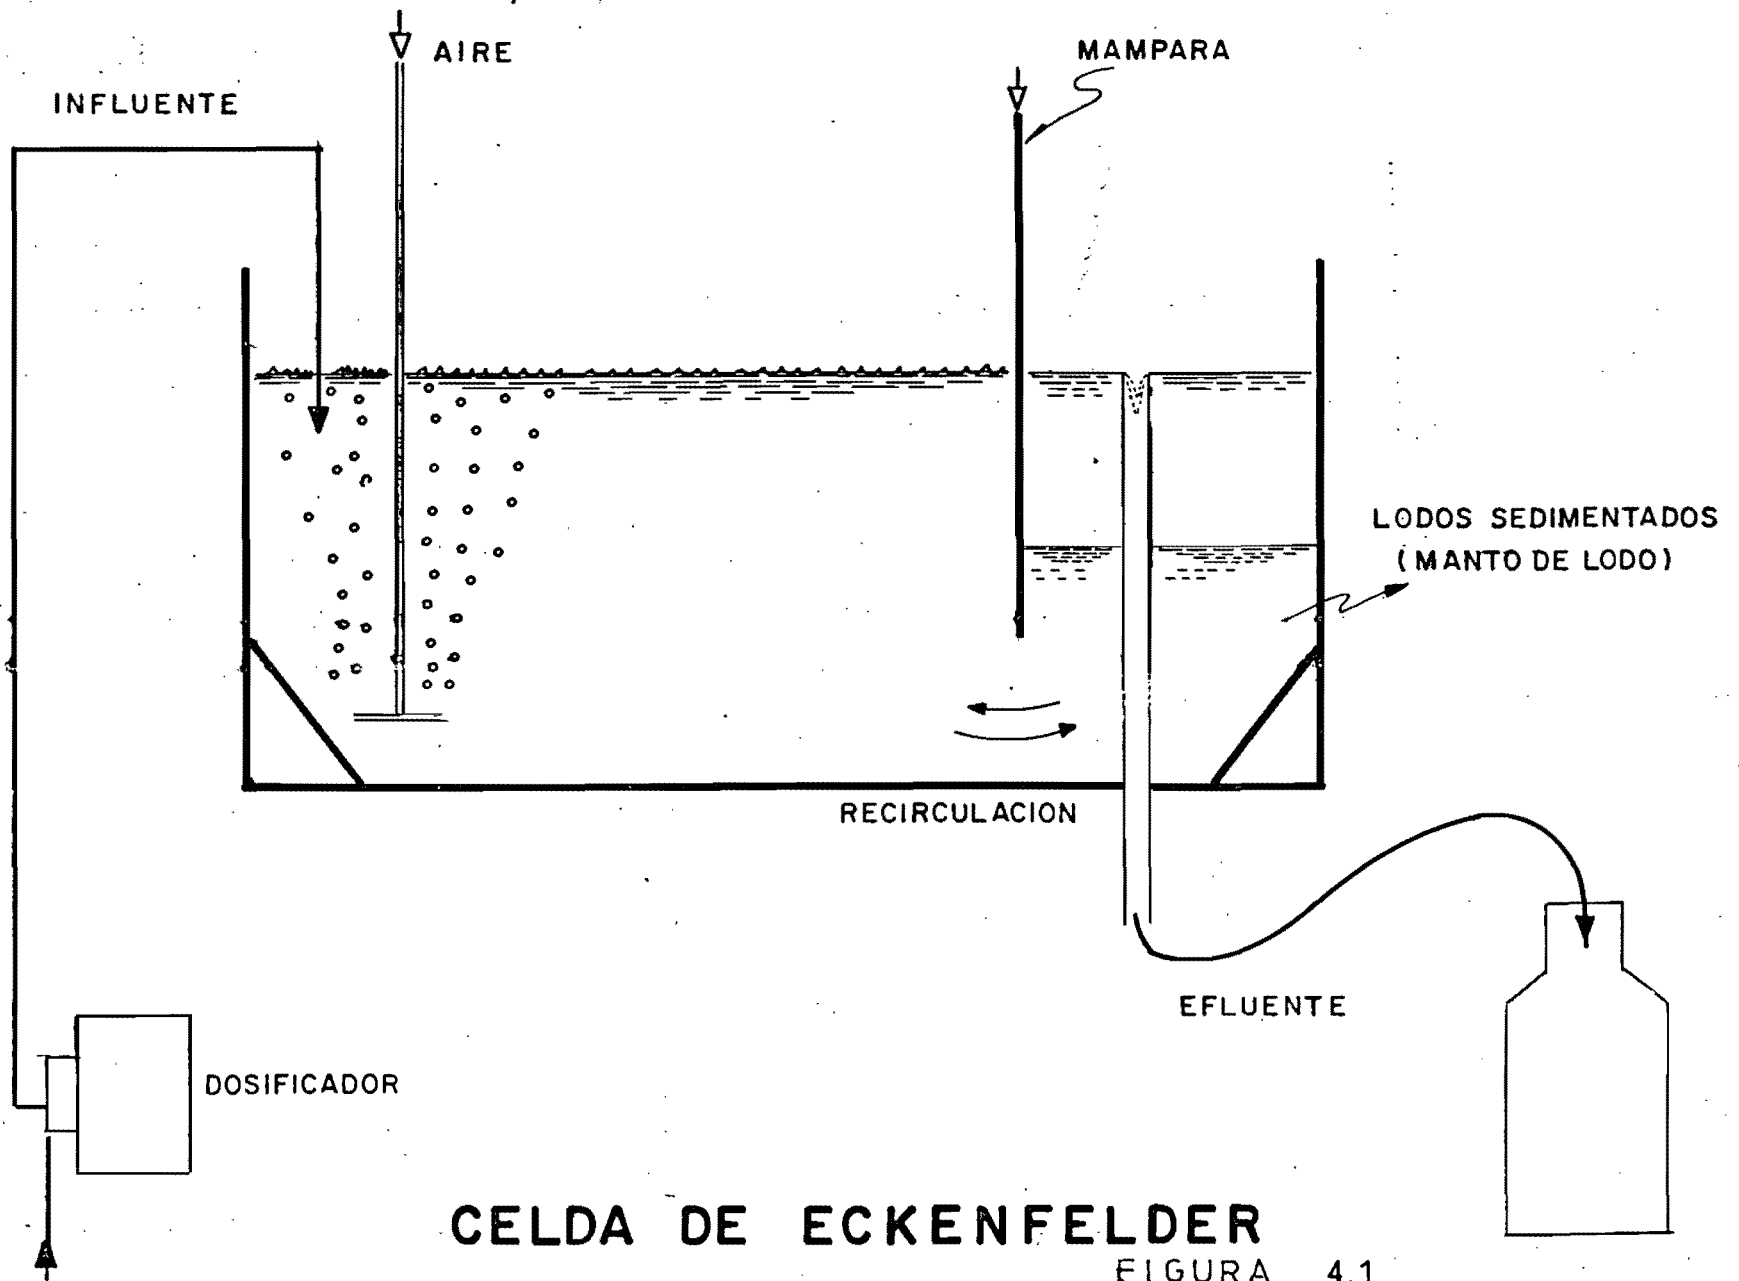 AIRE
MAMPARA
INFLUENTE
LODOS SEDIMENTADOS
(MANTO DE LODO)
RECIRCULACION
EFLUENTE
DOSIFICADOR
CELDA DE ECKENFELDER
FIGURA 4.1